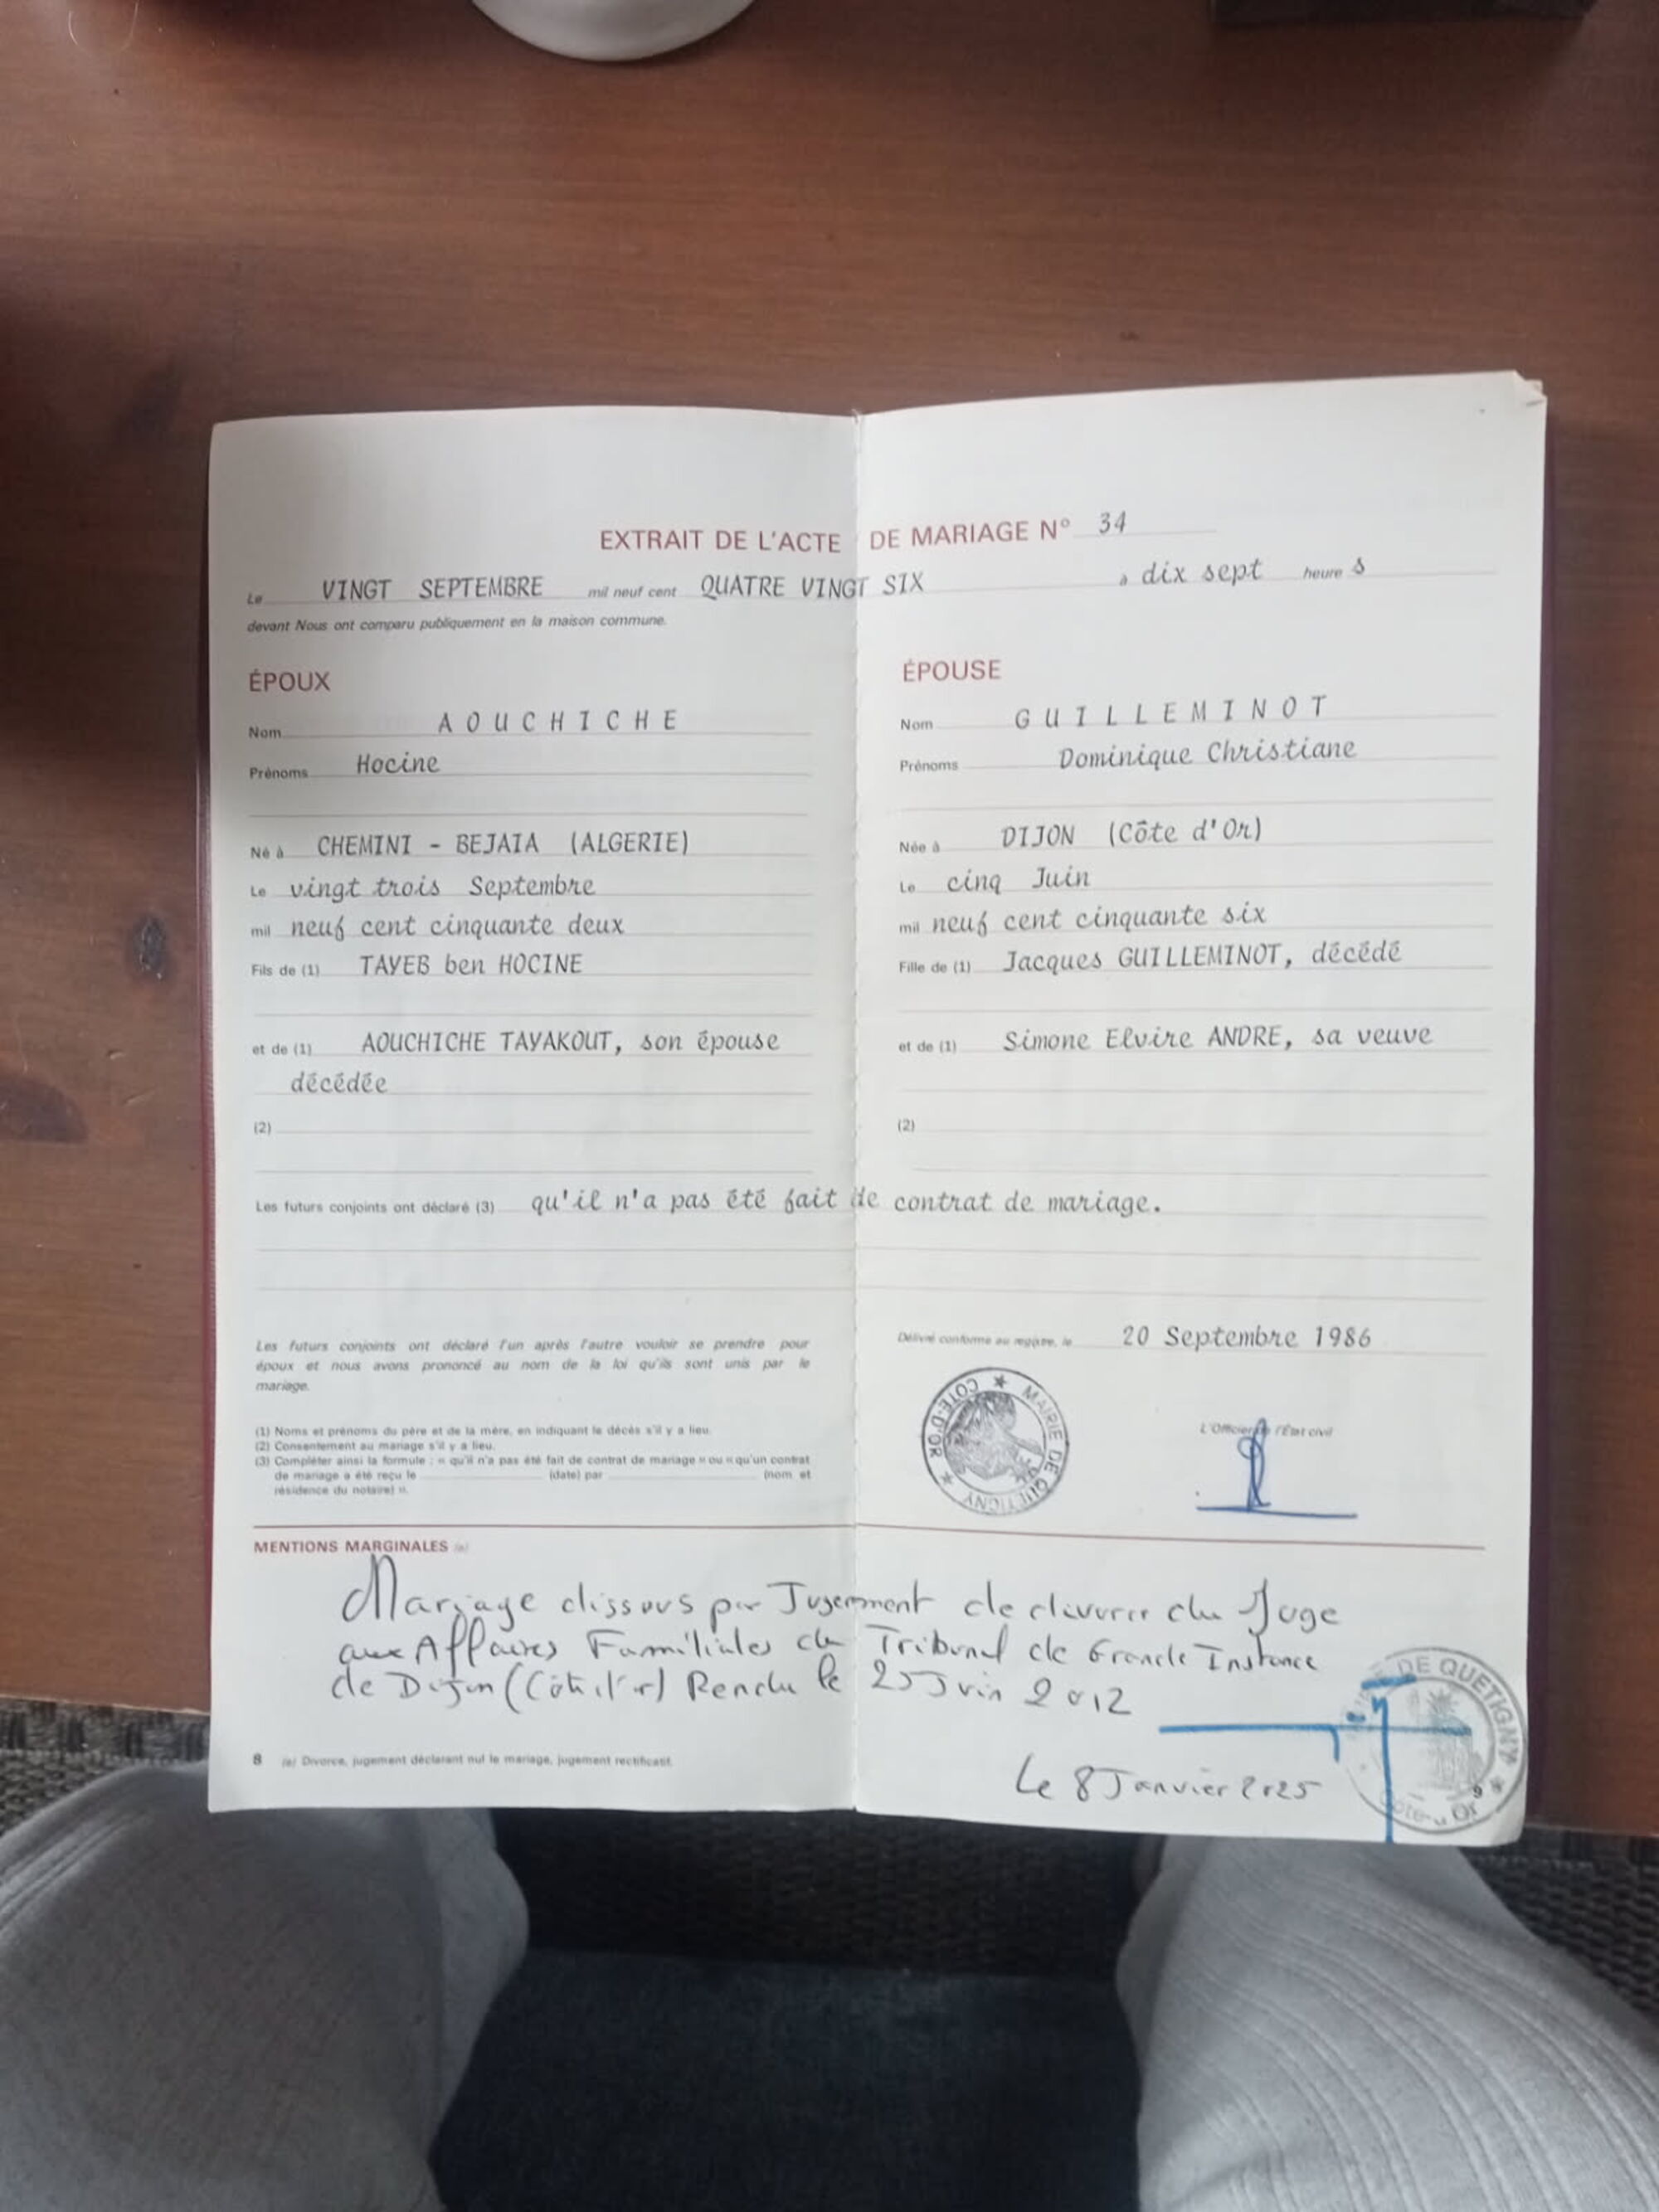 EXTRAIT DE L'ACTE DE MARIAGE N° 34
Le VINGT SEPTEMBRE mil neuf cent QUATRE VINGT SIX à dix sept heure s
devant Nous ont comparu publiquement en la maison commune.
ÉPOUX
Nom AOUCHICHE
Prénoms Hocine
Né à CHEMINI - BEJAIA (ALGERIE)
Le vingt trois Septembre
mil neuf cent cinquante deux
Fils de (1) TAYEB ben HOCINE
et de (1) AOUCHICHE TAYAKOUT, son épouse
décédée
(2)
ÉPOUSE
Nom GUILLEMINOT
Prénoms Dominique Christiane
Née à DIJON (Côte d'Or)
Le cinq Juin
mil neuf cent cinquante six
Fille de (1) Jacques GUILLEMINOT, décédé
et de (1) Simone Elvire ANDRE, sa veuve
(2)
Les futurs conjoints ont déclaré (3) qu'il n'a pas été fait de contrat de mariage.
Les futurs conjoints ont déclaré l'un après l'autre vouloir se prendre pour
époux et nous avons prononcé au nom de la loi qu'ils sont unis par le
mariage.
(1) Noms et prénoms du père et de la mère, en indiquant le décès s'il y a lieu.
(2) Consentement au mariage s'il y a lieu.
(3) Compléter ainsi la formule : « qu'il n'a pas été fait de contrat de mariage » ou « qu'un contrat
de mariage a été reçu le (date) par (nom et
résidence du notaire) ».
Délivré conforme au registre, le 20 Septembre 1986
MAIRIE DE QUETIGNY ★ COTE-D'OR ★
L'Officier de l'État civil
MENTIONS MARGINALES (a)
Mariage dissous par Jugement de divorce du Juge
aux Affaires Familiales du Tribunal de Grande Instance
de Dijon (Côte d'or) Rendu le 25 Juin 2012
Le 8 Janvier 2025
DE QUETIGNY
Côte-d'Or
8 (a) Divorce, jugement déclarant nul le mariage, jugement rectificatif.
9